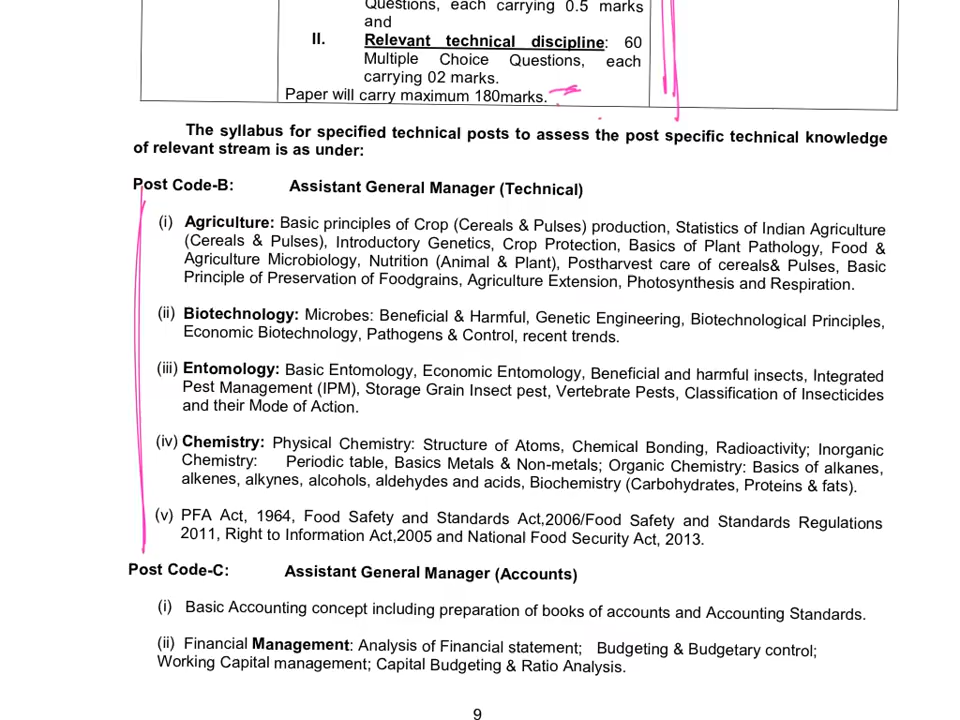 Questions, each carrying 0.5 marks
and
II. Relevant technical discipline: 60
Multiple Choice Questions, each
carrying 02 marks.
Paper will carry maximum 180marks.
The syllabus for specified technical posts to assess the post specific technical knowledge
of relevant stream is as under:
Post Code-B: Assistant General Manager (Technical)
(i) Agriculture: Basic principles of Crop (Cereals & Pulses) production, Statistics of Indian Agriculture
(Cereals & Pulses), Introductory Genetics, Crop Protection, Basics of Plant Pathology, Food &
Agriculture Microbiology, Nutrition (Animal & Plant), Postharvest care of cereals& Pulses, Basic
Principle of Preservation of Foodgrains, Agriculture Extension, Photosynthesis and Respiration.
(ii) Biotechnology: Microbes: Beneficial & Harmful, Genetic Engineering, Biotechnological Principles,
Economic Biotechnology, Pathogens & Control, recent trends.
(iii) Entomology: Basic Entomology, Economic Entomology, Beneficial and harmful insects, Integrated
Pest Management (IPM), Storage Grain Insect pest, Vertebrate Pests, Classification of Insecticides
and their Mode of Action.
(iv) Chemistry: Physical Chemistry: Structure of Atoms, Chemical Bonding, Radioactivity; Inorganic
Chemistry: Periodic table, Basics Metals & Non-metals; Organic Chemistry: Basics of alkanes,
alkenes, alkynes, alcohols, aldehydes and acids, Biochemistry (Carbohydrates, Proteins & fats).
(v) PFA Act, 1964, Food Safety and Standards Act,2006/Food Safety and Standards Regulations
2011, Right to Information Act,2005 and National Food Security Act, 2013.
Post Code-C: Assistant General Manager (Accounts)
(i) Basic Accounting concept including preparation of books of accounts and Accounting Standards.
(ii) Financial Management: Analysis of Financial statement; Budgeting & Budgetary control;
Working Capital management; Capital Budgeting & Ratio Analysis.
9